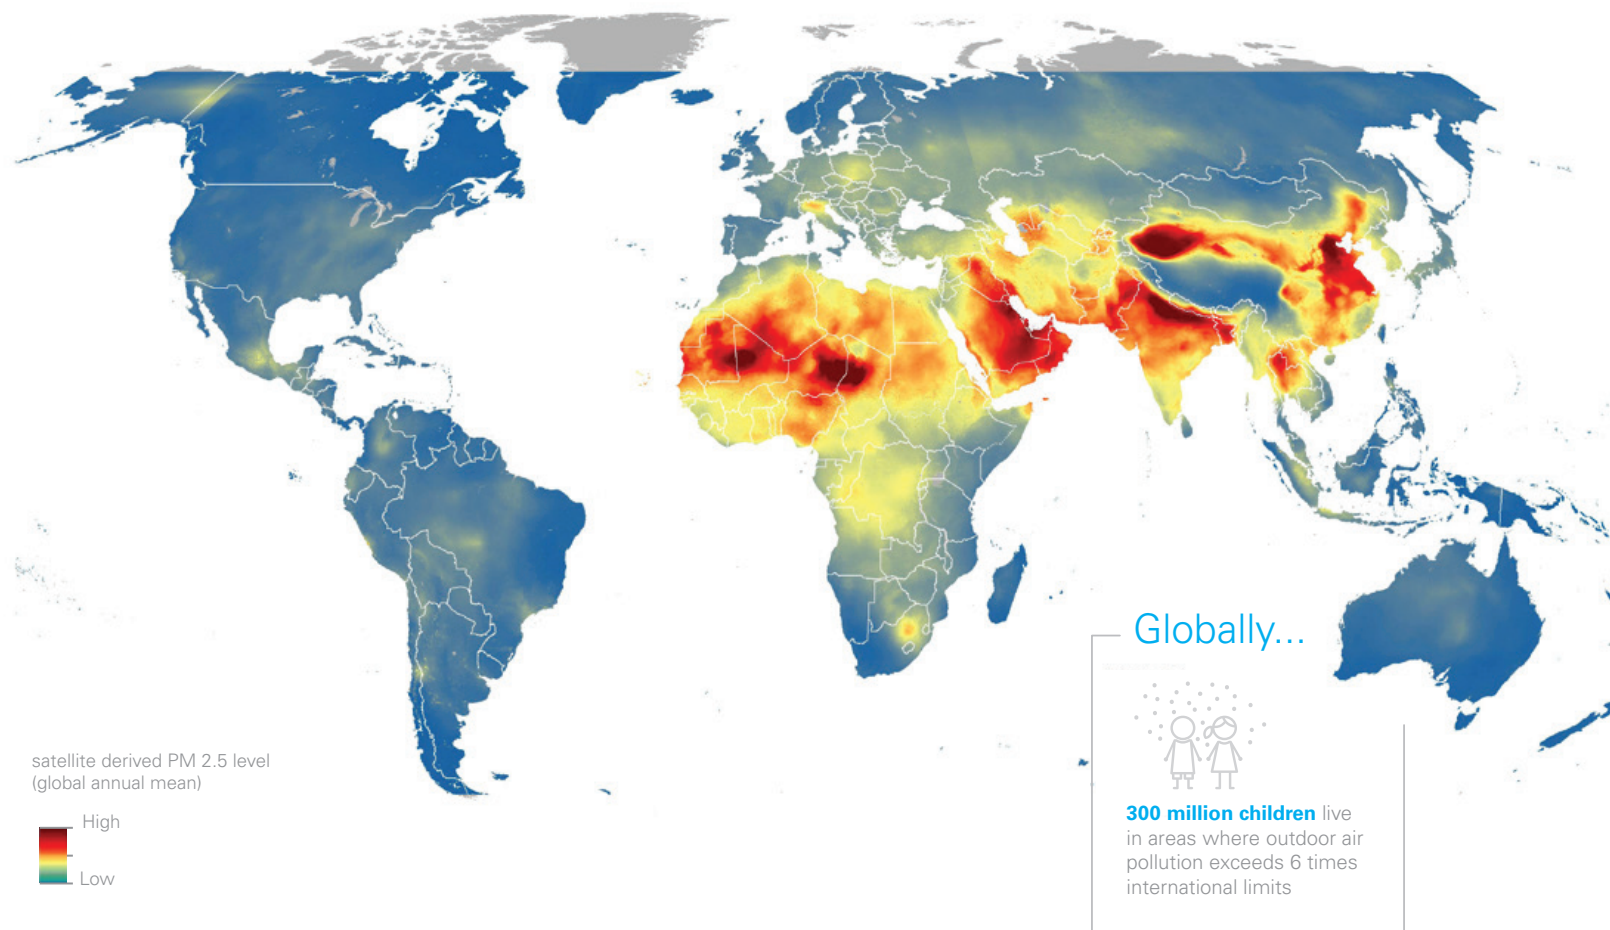 Globally...
satellite derived PM 2.5 level
(global annual mean)
High
Low
300 million children live
in areas where outdoor air
pollution exceeds 6 times
international limits